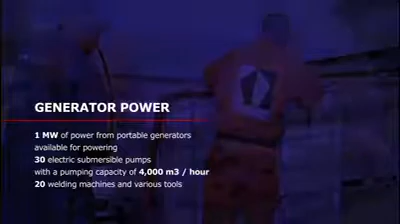 GENERATOR POWER
1 MW of power from portable generators
available for powering
30 electric submersible pumps
with a pumping capacity of 4,000 m3 / hour
20 welding machines and various tools